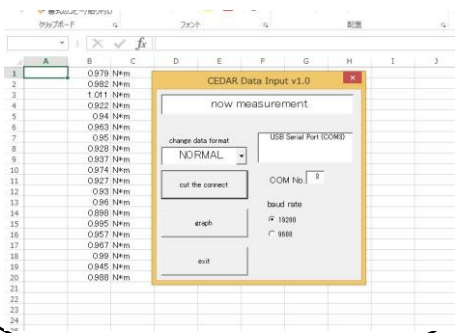 クリップボード フォント 配置
fx
A B C D E F G H I J
1 0.979 N*m
2 0.982 N*m
3 1.011 N*m
4 0.922 N*m
5 0.94 N*m
6 0.963 N*m
7 0.95 N*m
8 0.928 N*m
9 0.937 N*m
10 0.974 N*m
11 0.927 N*m
12 0.93 N*m
13 0.96 N*m
14 0.898 N*m
15 0.995 N*m
16 0.957 N*m
17 0.967 N*m
18 0.99 N*m
19 0.945 N*m
20 0.988 N*m
21
22
23
24
CEDAR Data Input v1.0
now measurement
change data format
NORMAL
USB Serial Port (COM8)
cut the connect
COM No. 8
baud rate
19200
graph
9600
exit